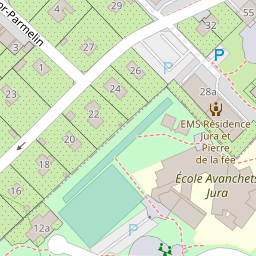 or-Parmelin
3
1
4
27
29
32
55
P
26
28a
24
22
20
18
16
12a
EMS Résidence
Jura et
Pierre
de la fée
École Avanchets
Jura
P